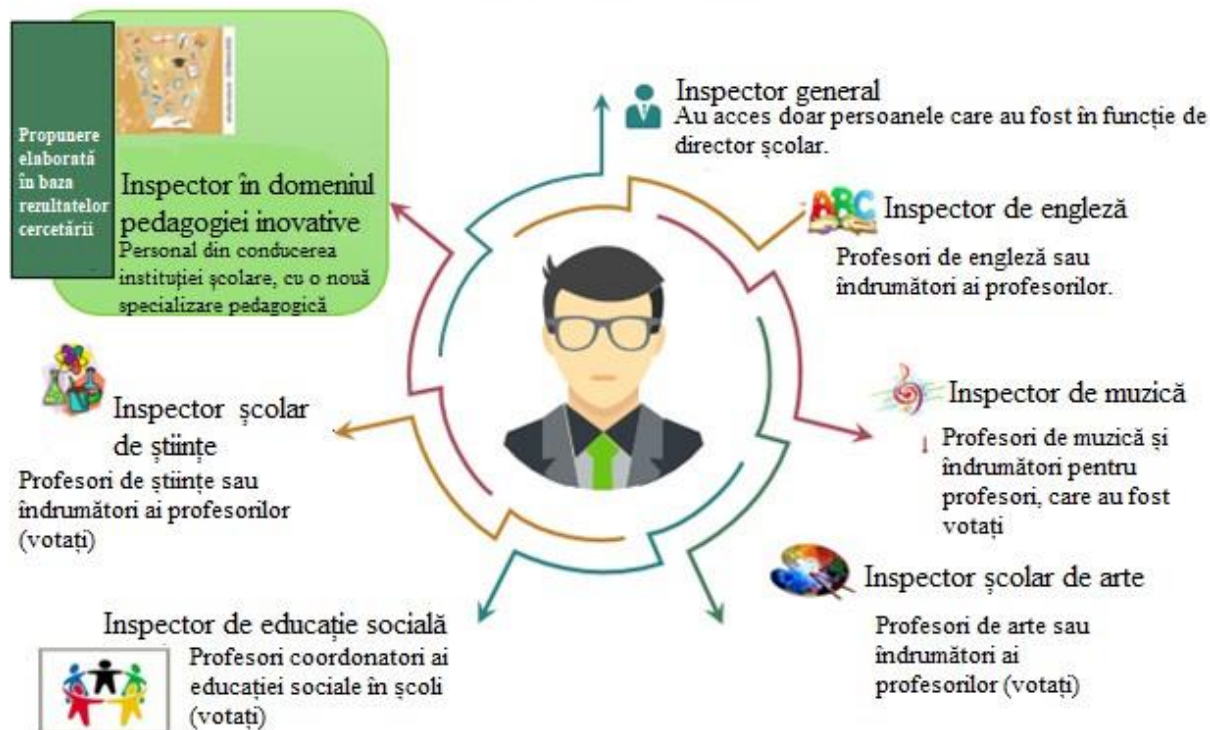 Propunere
elaborată
în baza
rezultatelor
cercetării
Inspector în domeniul
pedagogiei inovative
Personal din conducerea
instituției școlare, cu o nouă
specializare pedagogică
Inspector general
Au acces doar persoanele care au fost în funcție de
director școlar.
ABC
Inspector de engleză
Profesori de engleză sau
îndrumători ai profesorilor.
Inspector de muzică
Profesori de muzică și
îndrumători pentru
profesori, care au fost
votați
Inspector școlar de arte
Profesori de arte sau
îndrumători ai
profesorilor (votați)
Inspector de educație socială
Profesori coordonatori ai
educației sociale în școli
(votați)
Inspector școlar
de științe
Profesori de științe sau
îndrumători ai profesorilor
(votați)